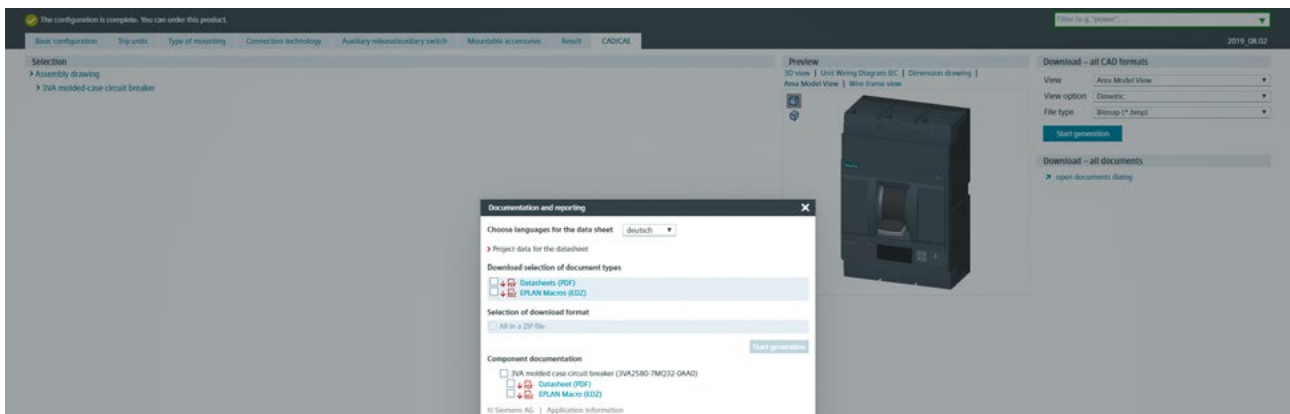 The configuration is complete. You can order this product.
Filter (e.g. "power", ...
Basic configuration Trip units Type of mounting Connection technology Auxiliary releases/auxiliary switch Mountable accessories Result CAD/CAE
2019_08.02
Selection
Assembly drawing
3VA molded-case circuit breaker
Preview
3D view | Unit Wiring Diagram IEC | Dimension drawing |
Area Model View | Wire frame view
Download – all CAD formats
View Area Model View
View option Dimetric
File type Bitmap (*.bmp)
Start generation
Download – all documents
open documents dialog
Documentation and reporting
Choose languages for the data sheet deutsch
Project data for the datasheet
Download selection of document types
Datasheets (PDF)
EPLAN Macros (EDZ)
Selection of download format
All in a ZIP file
Start generation
Component documentation
3VA molded case circuit breaker (3VA2580-7MQ32-0AA0)
Datasheet (PDF)
EPLAN Macro (EDZ)
© Siemens AG | Application information